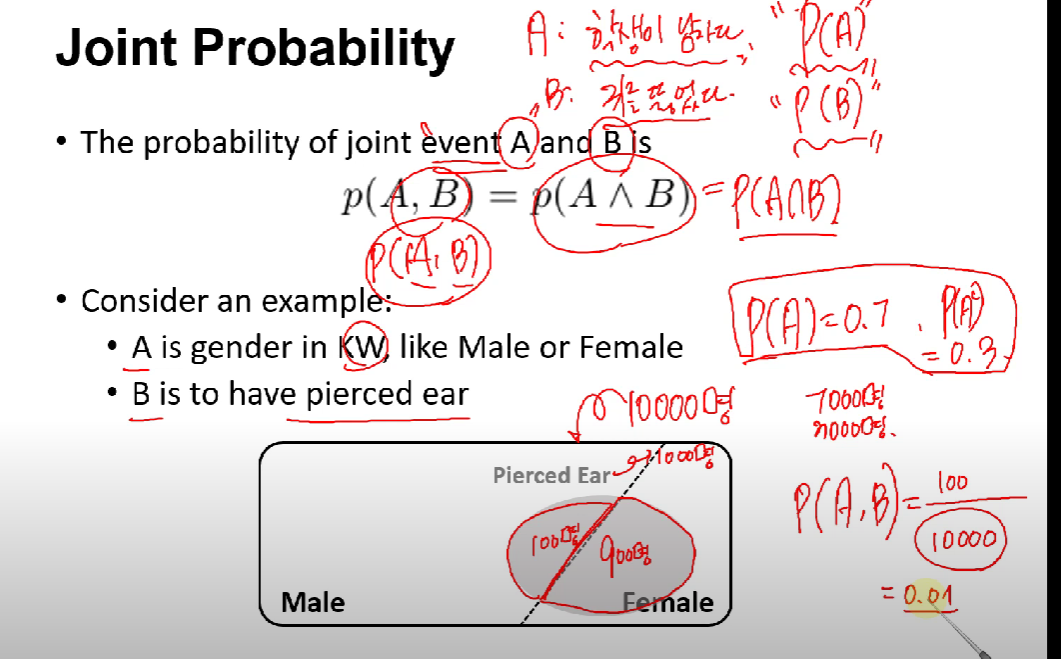 Joint Probability
A: 학생이 남자다, "P(A)"
B: 귀를 뚫었다. "P(B)"
• The probability of joint event A and B is
p(A, B) = p(A ∧ B) = P(A∩B)
P(A, B)
• Consider an example:
P(A)=0.7, P(Aᶜ)
= 0.3
• A is gender in KW, like Male or Female
• B is to have pierced ear
10000명
7000명
3000명.
Pierced Ear
1000명
P(A,B)= 100
10000
100명
900명
= 0.01
Male
Female